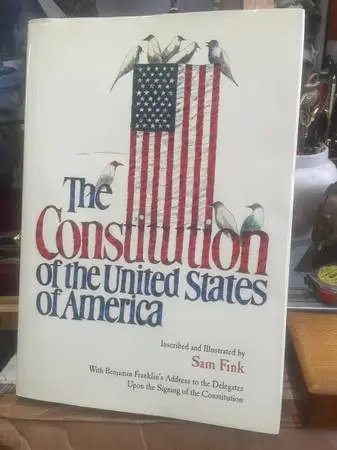 The
Constitution
of the United States
of America
Inscribed and Illustrated by
Sam Fink
With Benjamin Franklin's Address to the Delegates
Upon the Signing of the Constitution